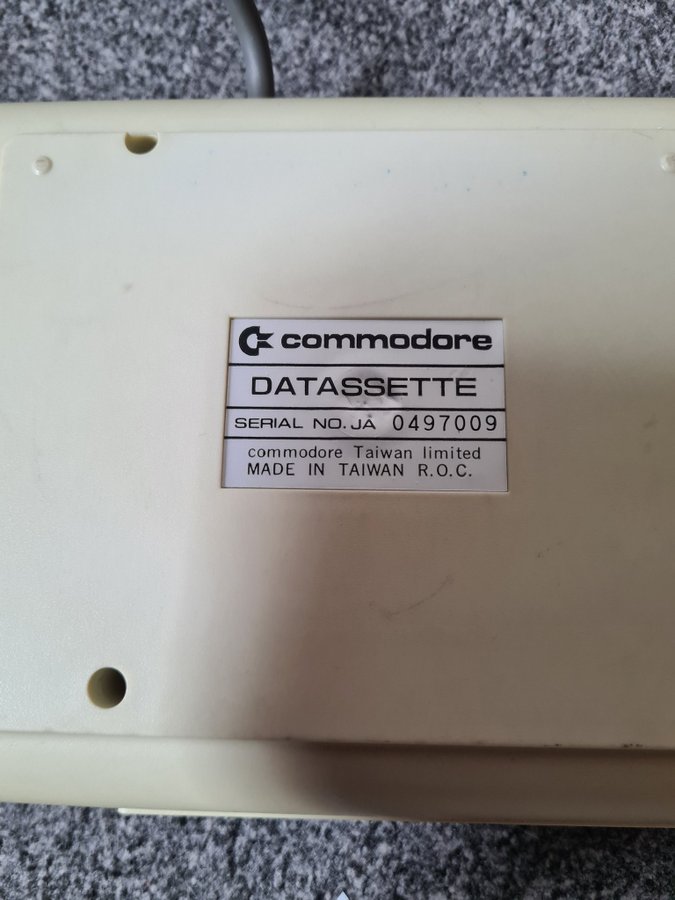 commodore
DATASSETTE
SERIAL NO. JA 0497009
commodore Taiwan limited
MADE IN TAIWAN R.O.C.